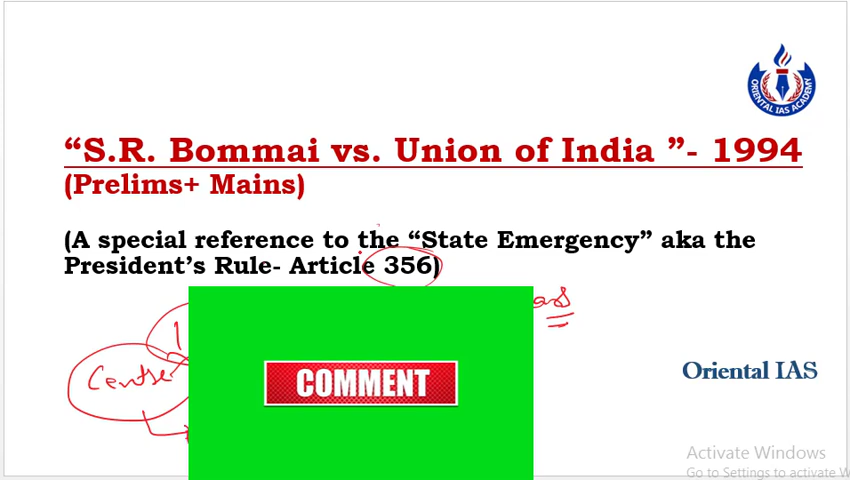 ORIENTAL IAS ACADEMY
“S.R. Bommai vs. Union of India ”- 1994
(Prelims+ Mains)
(A special reference to the “State Emergency” aka the
President’s Rule- Article 356)
Centre
COMMENT
Oriental IAS
Activate Windows
Go to Settings to activate W